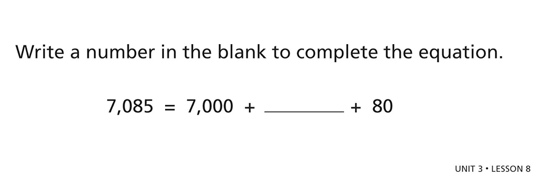 Write a number in the blank to complete the equation.
7,085 = 7,000 + ________ + 80
UNIT 3 • LESSON 8